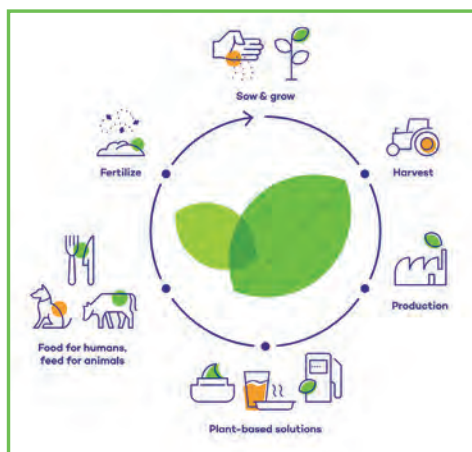 Sow & grow
Harvest
Production
Plant-based solutions
Food for humans,
feed for animals
Fertilize